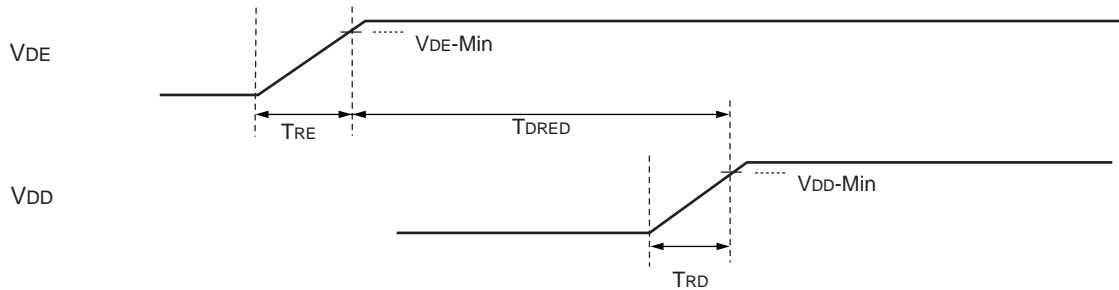 VDE
VDE-Min
TRE
TDRED
VDD
VDD-Min
TRD